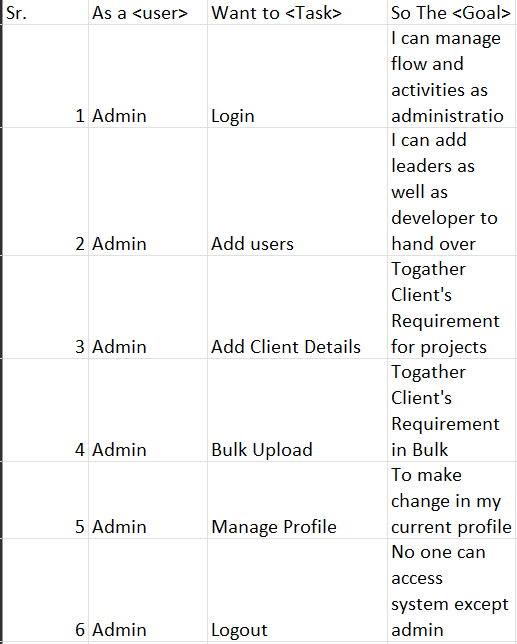 Sr. As a <user> Want to <Task> So The <Goal>
I can manage
flow and
activities as
1 Admin Login administratio
I can add
leaders as
well as
developer to
2 Admin Add users hand over
Togather
Client's
Requirement
3 Admin Add Client Details for projects
Togather
Client's
Requirement
4 Admin Bulk Upload in Bulk
To make
change in my
5 Admin Manage Profile current profile
No one can
access
system except
6 Admin Logout admin